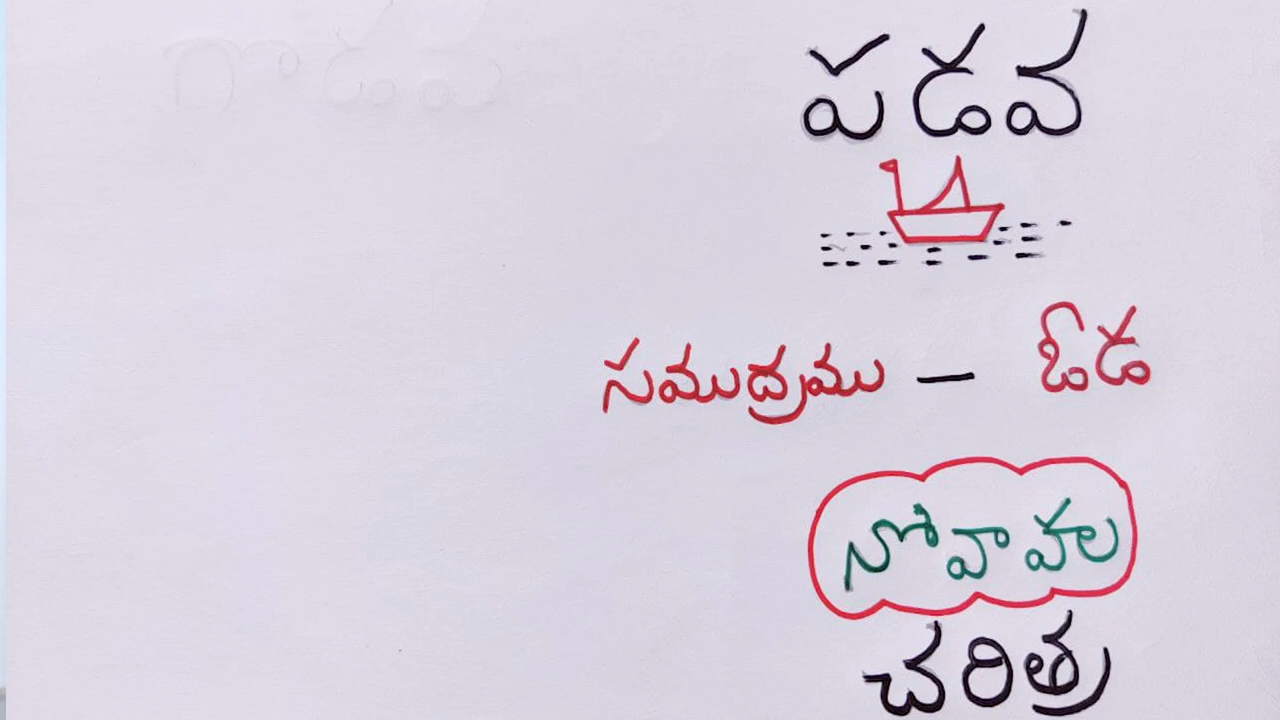 పడవ
సముద్రము – ఓడ
నోవాహు
చరిత్ర